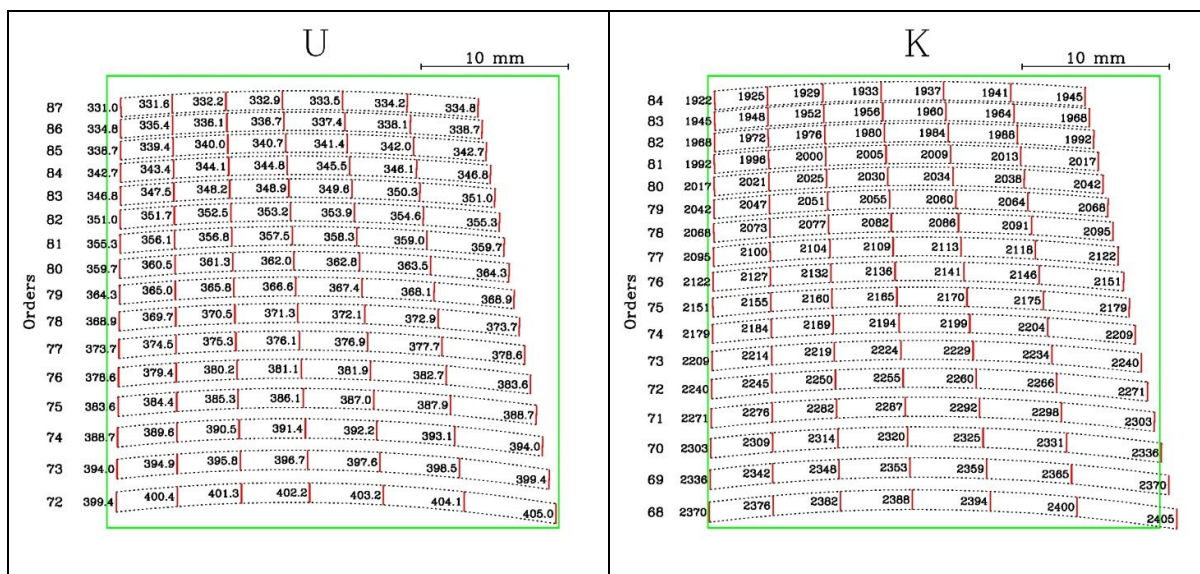 U
10 mm
Orders
87 331.0 331.6 332.2 332.9 333.5 334.2 334.8
86 334.8 335.4 336.1 336.7 337.4 338.1 338.7
85 338.7 339.4 340.0 340.7 341.4 342.0 342.7
84 342.7 343.4 344.1 344.8 345.5 346.1 346.8
83 346.8 347.5 348.2 348.9 349.6 350.3 351.0
82 351.0 351.7 352.5 353.2 353.9 354.6 355.3
81 355.3 356.1 356.8 357.5 358.3 359.0 359.7
80 359.7 360.5 361.3 362.0 362.8 363.5 364.3
79 364.3 365.0 365.8 366.6 367.4 368.1 368.9
78 368.9 369.7 370.5 371.3 372.1 372.9 373.7
77 373.7 374.5 375.3 376.1 376.9 377.7 378.6
76 378.6 379.4 380.2 381.1 381.9 382.7 383.6
75 383.6 384.4 385.3 386.1 387.0 387.9 388.7
74 388.7 389.6 390.5 391.4 392.2 393.1 394.0
73 394.0 394.9 395.8 396.7 397.6 398.5 399.4
72 399.4 400.4 401.3 402.2 403.2 404.1 405.0
K
10 mm
Orders
84 1922 1925 1929 1933 1937 1941 1945
83 1945 1948 1952 1956 1960 1964 1968
82 1968 1972 1976 1980 1984 1988 1992
81 1992 1996 2000 2005 2009 2013 2017
80 2017 2021 2025 2030 2034 2038 2042
79 2042 2047 2051 2055 2060 2064 2068
78 2068 2073 2077 2082 2086 2091 2095
77 2095 2100 2104 2109 2113 2118 2122
76 2122 2127 2132 2136 2141 2146 2151
75 2151 2155 2160 2165 2170 2175 2179
74 2179 2184 2189 2194 2199 2204 2209
73 2209 2214 2219 2224 2229 2234 2240
72 2240 2245 2250 2255 2260 2266 2271
71 2271 2276 2282 2287 2292 2298 2303
70 2303 2309 2314 2320 2325 2331 2336
69 2336 2342 2348 2353 2359 2365 2370
68 2370 2376 2382 2388 2394 2400 2405